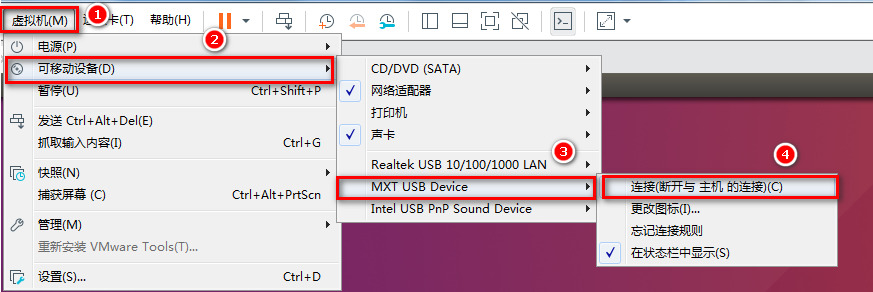 虚拟机(M)
1
卡(T)
帮助(H)
2
电源(P)
可移动设备(D)
暂停(U) Ctrl+Shift+P
发送 Ctrl+Alt+Del(E)
抓取输入内容(I) Ctrl+G
快照(N)
捕获屏幕 (C) Ctrl+Alt+PrtScn
管理(M)
重新安装 VMware Tools(T)...
设置(S)... Ctrl+D
CD/DVD (SATA)
网络适配器
打印机
声卡
3
Realtek USB 10/100/1000 LAN
MXT USB Device
Intel USB PnP Sound Device
4
连接(断开与 主机 的连接)(C)
更改图标(I)...
忘记连接规则
在状态栏中显示(S)